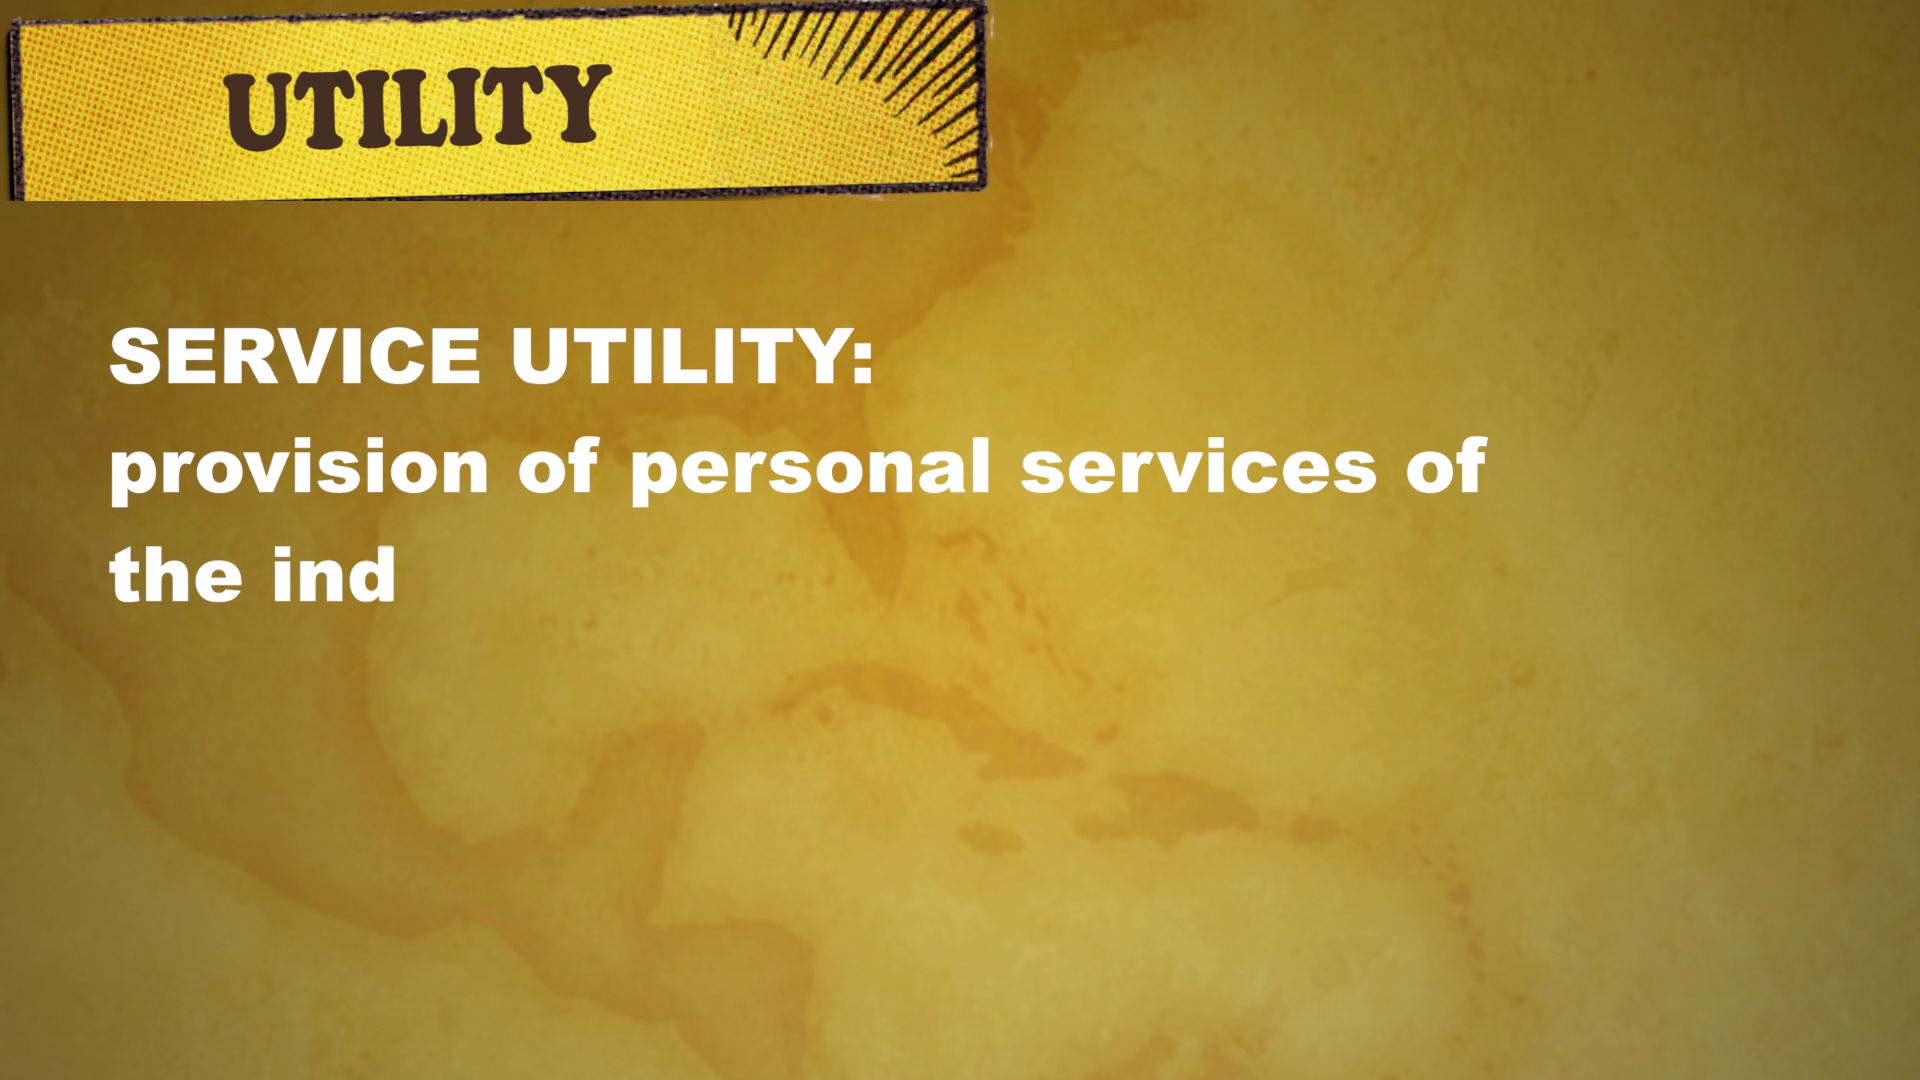 UTILITY
SERVICE UTILITY:
provision of personal services of
the ind